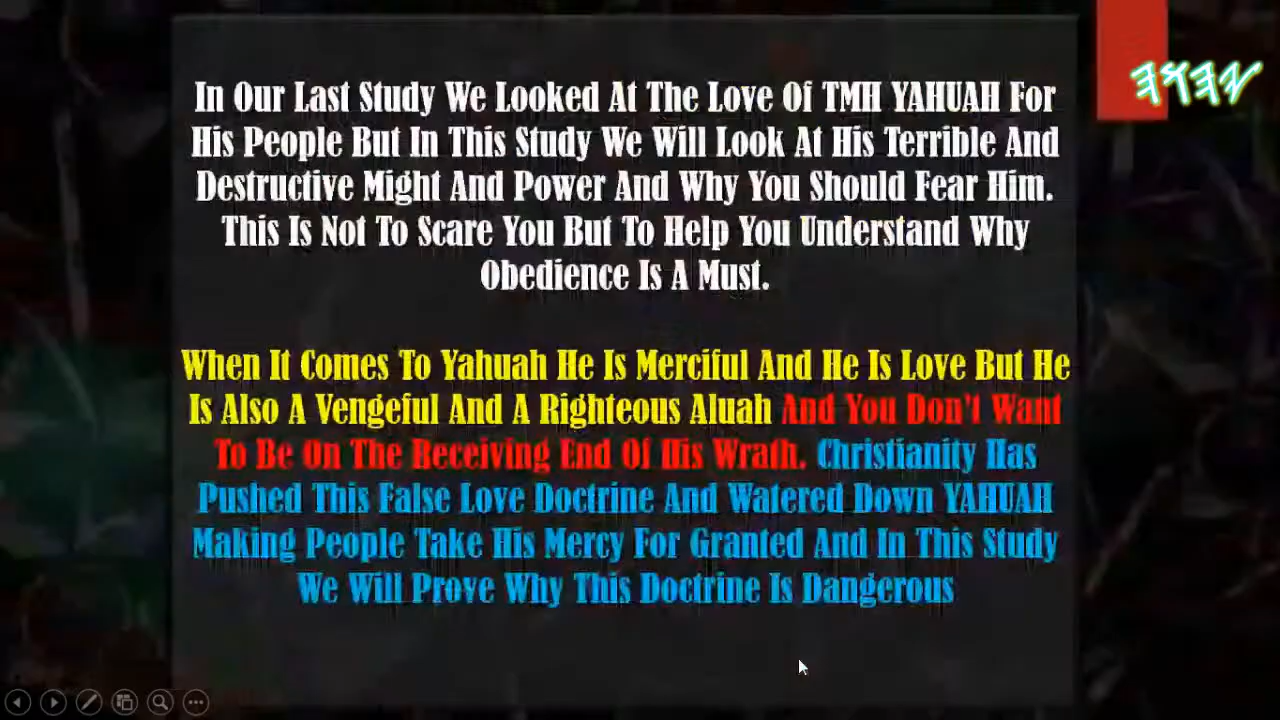 𐤉𐤄𐤅𐤄
In Our Last Study We Looked At The Love Of TMH YAHUAH For
His People But In This Study We Will Look At His Terrible And
Destructive Might And Power And Why You Should Fear Him.
This Is Not To Scare You But To Help You Understand Why
Obedience Is A Must.
When It Comes To Yahuah He Is Merciful And He Is Love But He
Is Also A Vengeful And A Righteous Aluah And You Don't Want
To Be On The Receiving End Of His Wrath. Christianity Has
Pushed This False Love Doctrine And Watered Down YAHUAH
Making People Take His Mercy For Granted And In This Study
We Will Prove Why This Doctrine Is Dangerous